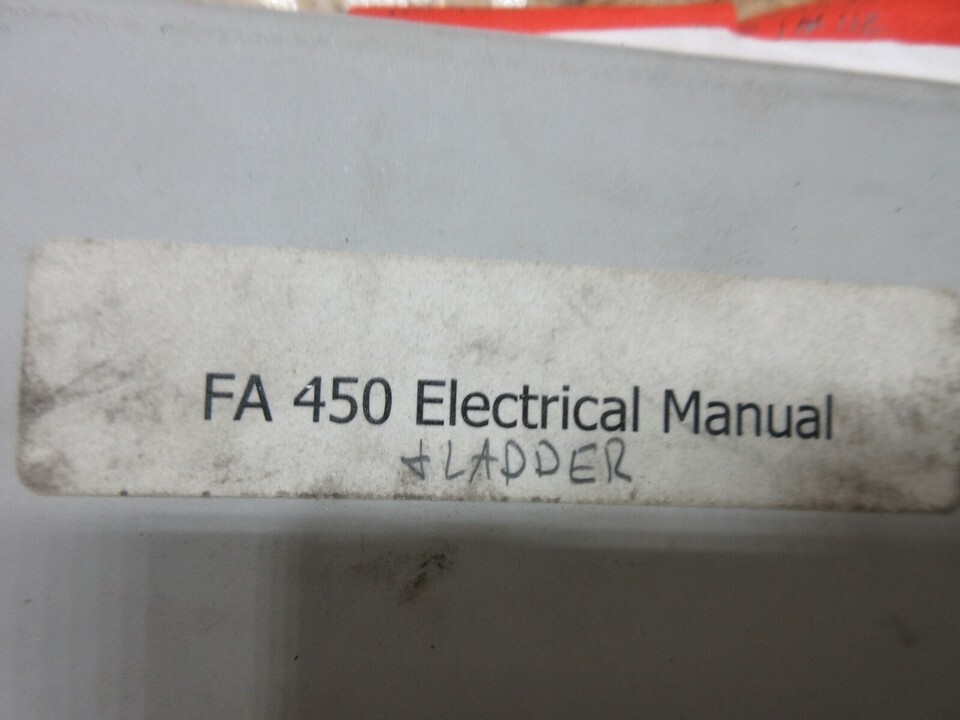 FA 450 Electrical Manual
+ LADDER